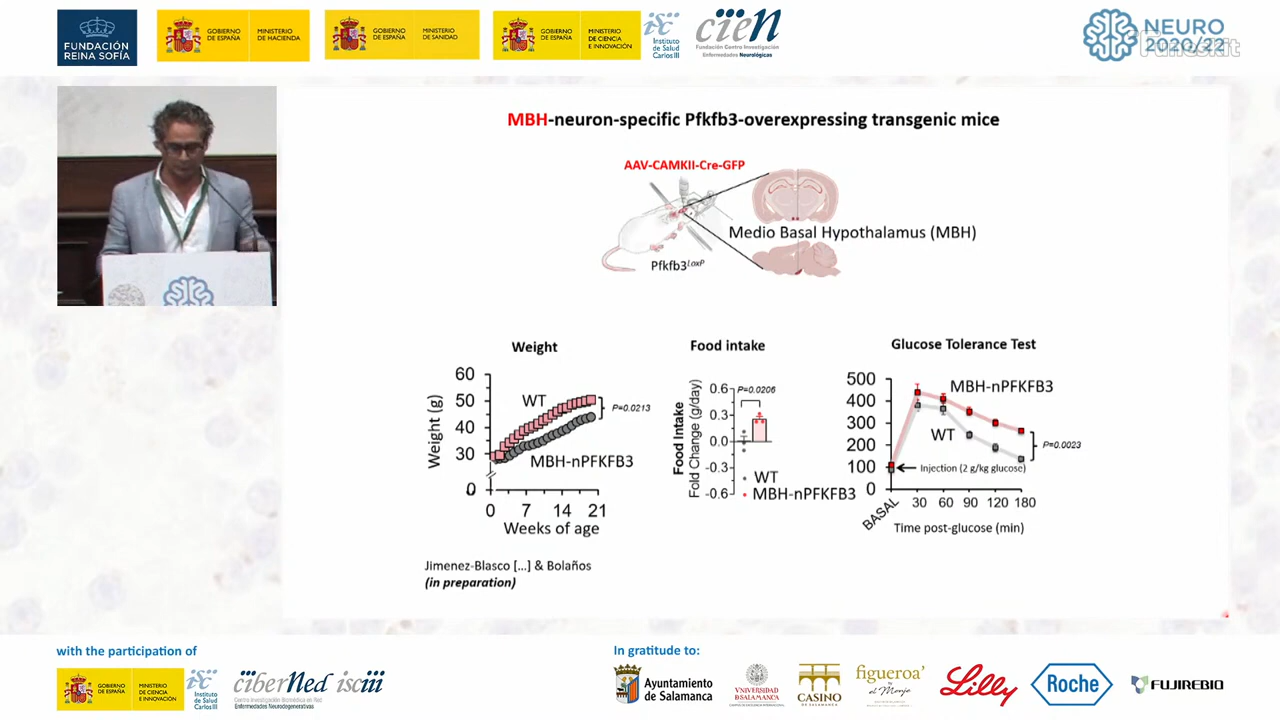 FUNDACIÓN
REINA SOFÍA
GOBIERNO
DE ESPAÑA
MINISTERIO
DE HACIENDA
GOBIERNO
DE ESPAÑA
MINISTERIO
DE SANIDAD
GOBIERNO
DE ESPAÑA
MINISTERIO
DE CIENCIA
E INNOVACIÓN
isc
Instituto
de Salud
Carlos III
cien
Fundación Centro Investigación
Enfermedades Neurológicas
NEURO
2020/22
MBH-neuron-specific Pfkfb3-overexpressing transgenic mice
AAV-CAMKII-Cre-GFP
Medio Basal Hypothalamus (MBH)
Pfkfb3LoxP
Weight
Weight (g)
60
50
40
30
0
WT
MBH-nPFKFB3
P=0.0213
0 7 14 21
Weeks of age
Food intake
Food Intake
Fold Change (g/day)
0.6
0.3
0.0
-0.3
-0.6
P=0.0206
WT
MBH-nPFKFB3
Glucose Tolerance Test
500
400
300
200
100
0
MBH-nPFKFB3
WT
P=0.0023
Injection (2 g/kg glucose)
BASAL 30 60 90 120 180
Time post-glucose (min)
Jimenez-Blasco [...] & Bolaños
(in preparation)
with the participation of
GOBIERNO
DE ESPAÑA
MINISTERIO
DE CIENCIA
E INNOVACIÓN
isc
Instituto
de Salud
Carlos III
ciberNed isciii
Centro Investigación Biomédica en Red
Enfermedades Neurodegenerativas
In gratitude to:
Ayuntamiento
de Salamanca
UNIVERSIDAD
DE SALAMANCA
CASINO
DE SALAMANCA
figueroa'
by
el Monje
Lilly
Roche
FUJIREBIO